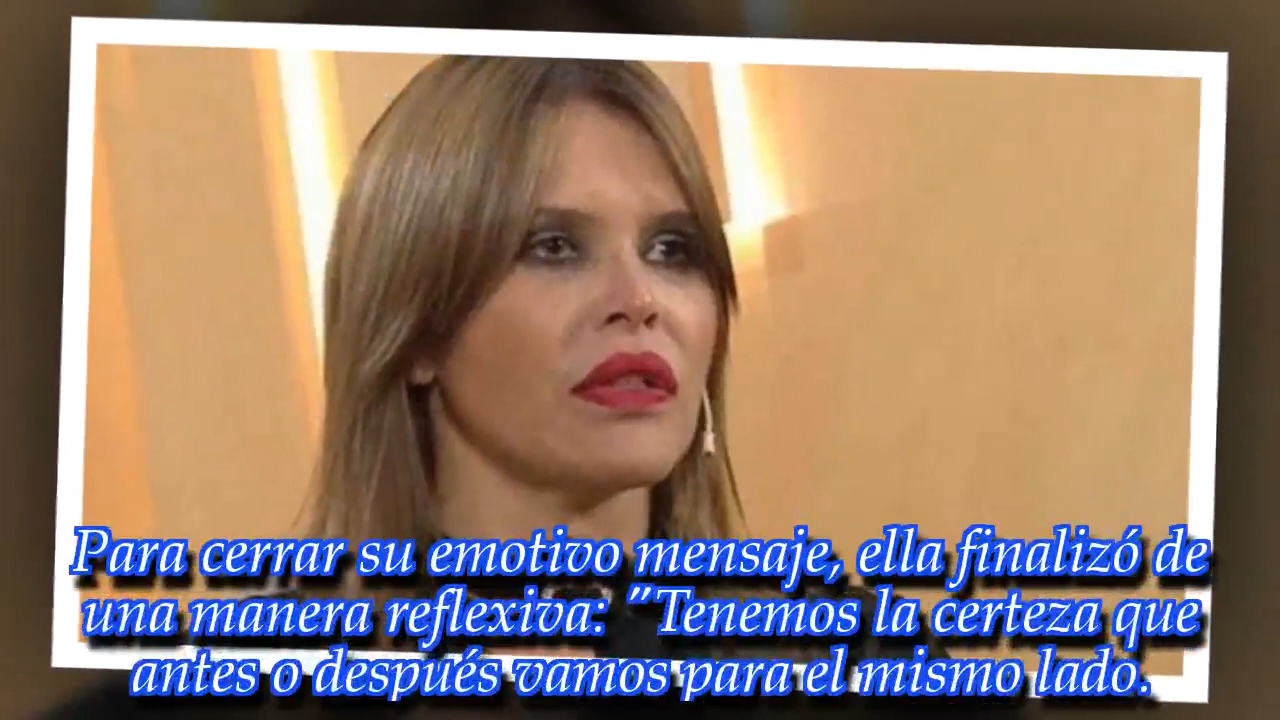 Para cerrar su emotivo mensaje, ella finalizó de
una manera reflexiva: "Tenemos la certeza que
antes o después vamos para el mismo lado.